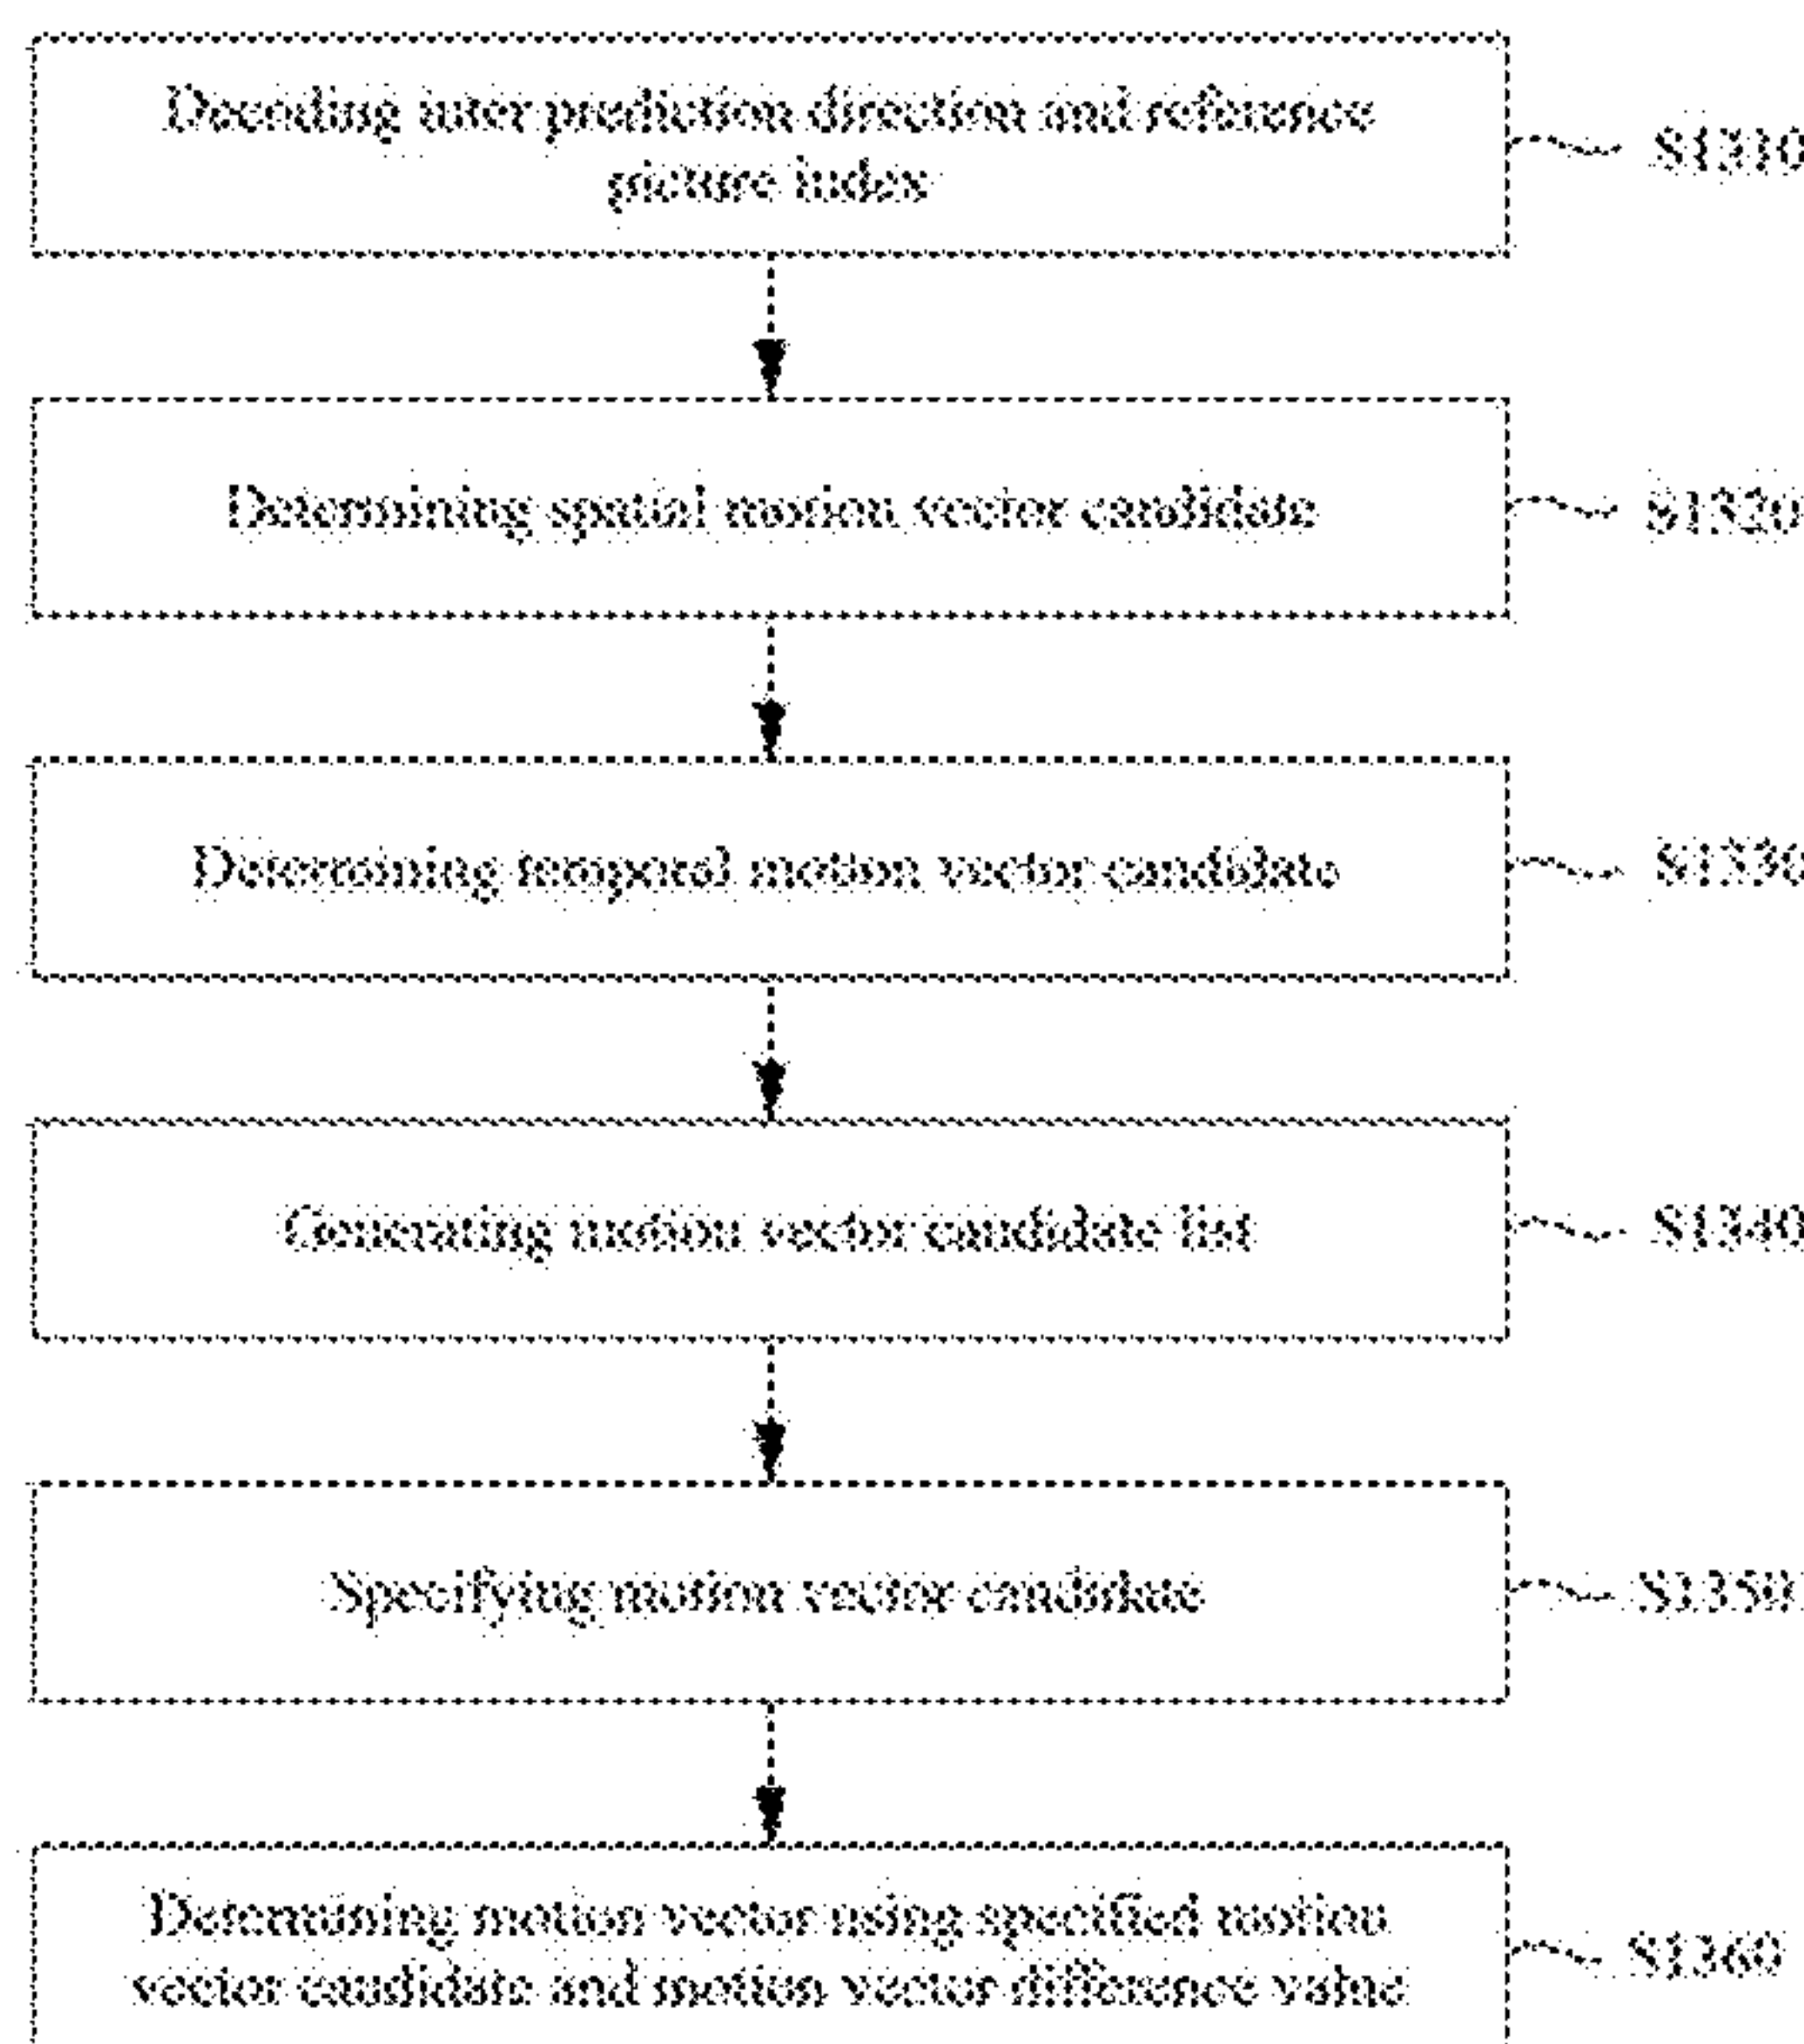 Decoding inter prediction direction and reference
picture index
S1310
Determining spatial motion vector candidate
S1320
Determining temporal motion vector candidate
S1330
Generating motion vector candidate list
S1340
Specifying motion vector candidate
S1350
Determining motion vector using specified motion
vector candidate and motion vector difference value
S1360